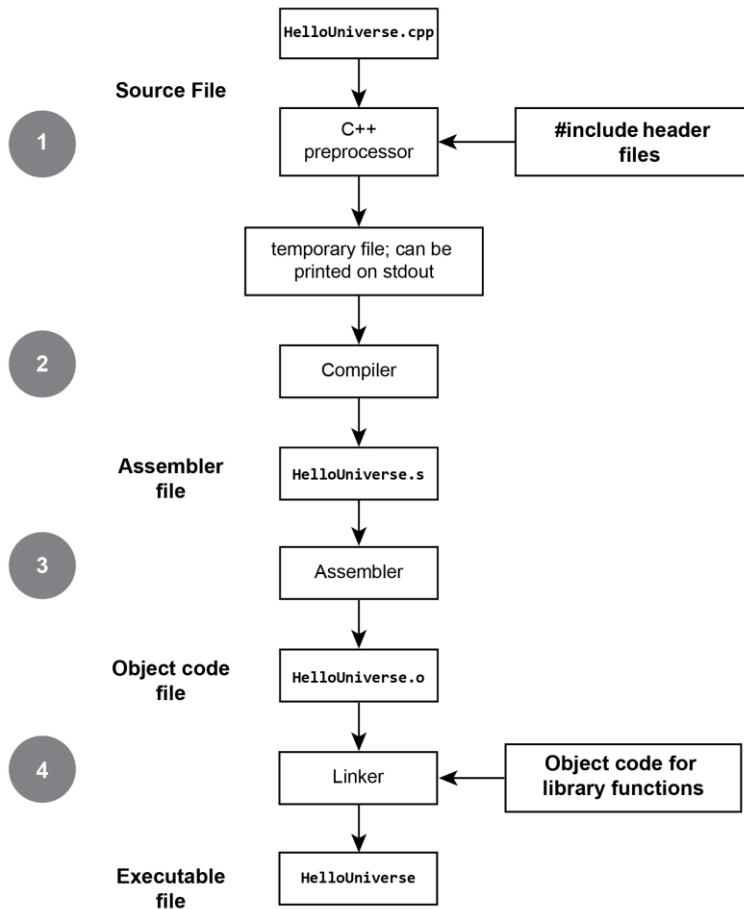 HelloUniverse.cpp
Source File
1
C++
preprocessor
#include header
files
temporary file; can be
printed on stdout
2
Compiler
Assembler
file
HelloUniverse.s
3
Assembler
Object code
file
HelloUniverse.o
4
Linker
Object code for
library functions
Executable
file
HelloUniverse